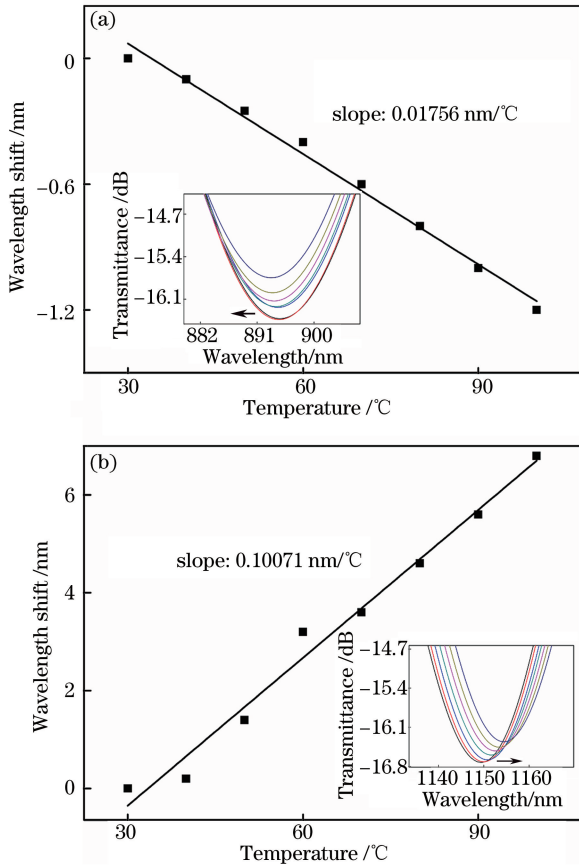 (a)
0
-0.6
-1.2
Wavelength shift /nm
slope: 0.01756 nm/℃
-14.7
-15.4
-16.1
Transmittance /dB
882 891 900
Wavelength/nm
30 60 90
Temperature /℃
(b)
6
4
2
0
Wavelength shift /nm
slope: 0.10071 nm/℃
-14.7
-15.4
-16.1
-16.8
Transmittance /dB
1140 1150 1160
Wavelength/nm
30 60 90
Temperature /℃